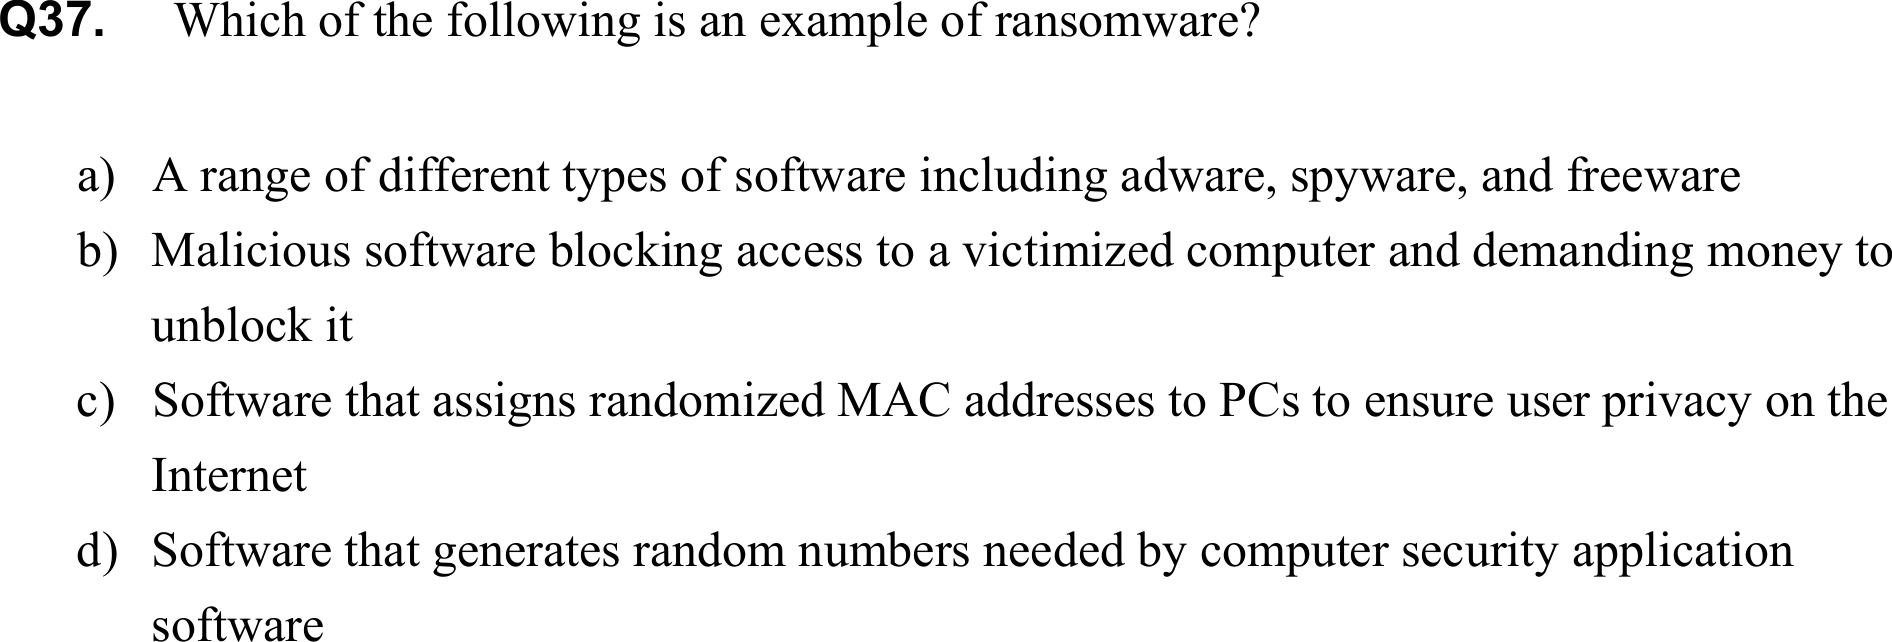 Q37. Which of the following is an example of ransomware?
a) A range of different types of software including adware, spyware, and freeware
b) Malicious software blocking access to a victimized computer and demanding money to
unblock it
c) Software that assigns randomized MAC addresses to PCs to ensure user privacy on the
Internet
d) Software that generates random numbers needed by computer security application
software